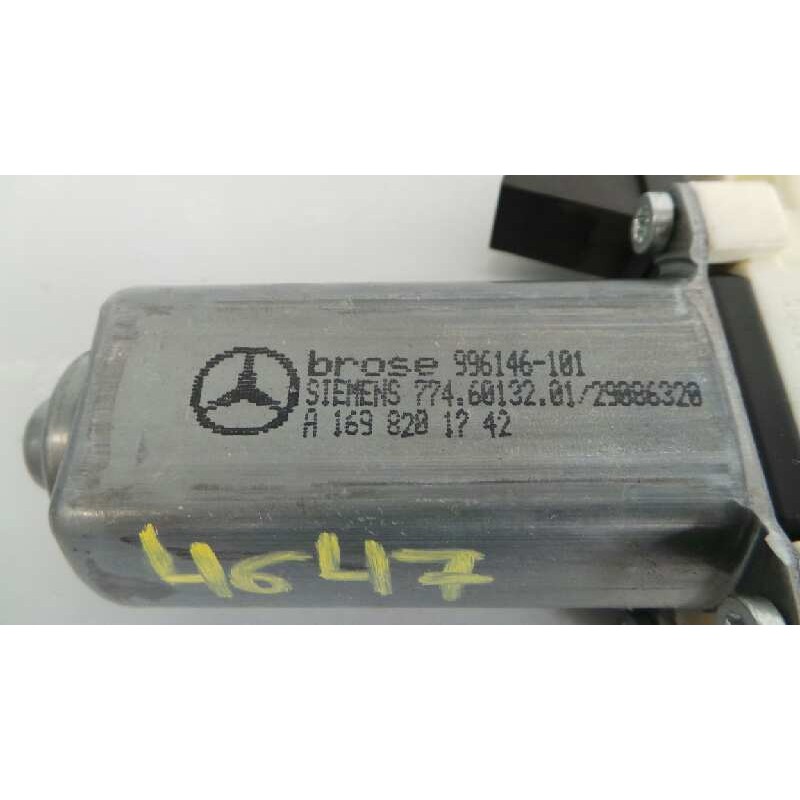 brose 996146-101
SIEMENS 774.60132.01/29086320
A 169 820 17 42
4647